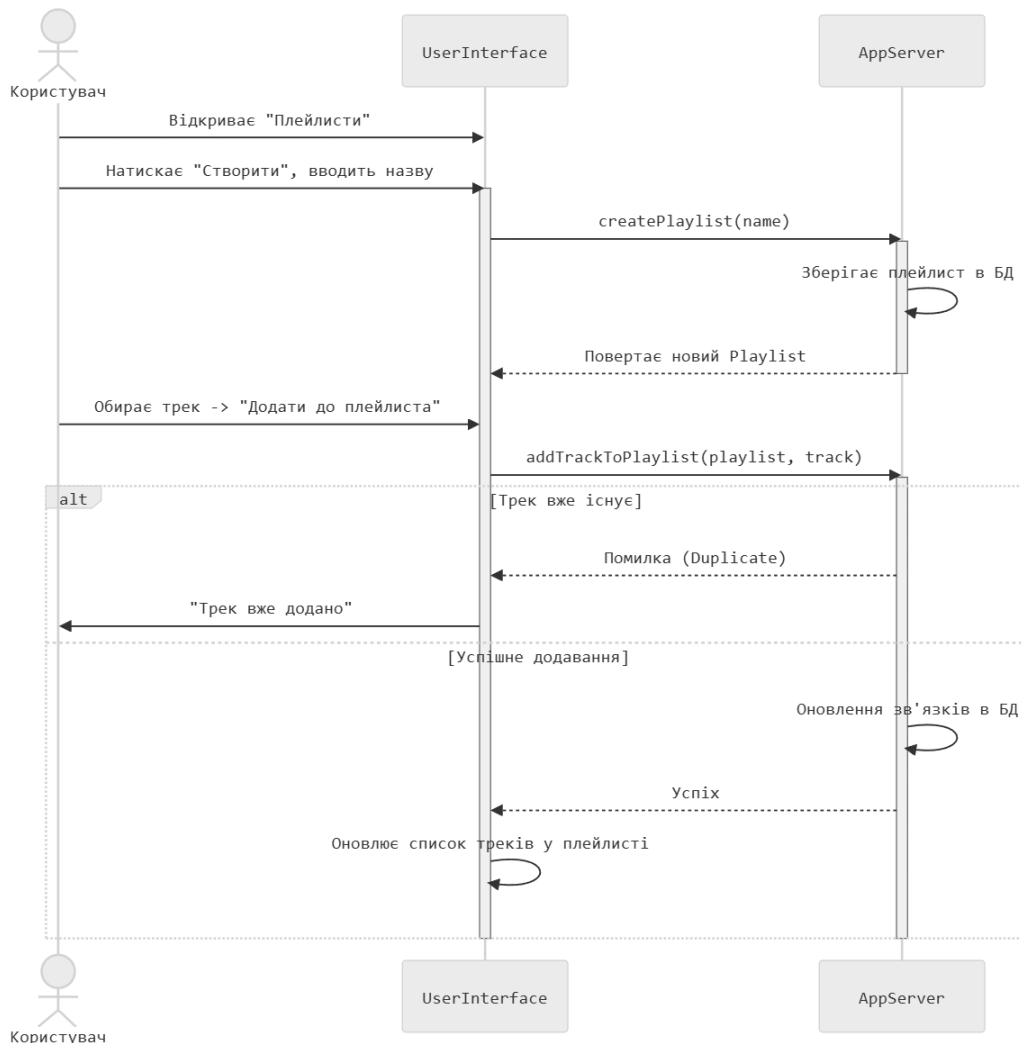 UserInterface
AppServer
Користувач
Відкриває "Плейлисти"
Натискає "Створити", вводить назву
createPlaylist(name)
Зберігає плейлист в БД
Повертає новий Playlist
Обирає трек -> "Додати до плейлиста"
addTrackToPlaylist(playlist, track)
alt
[Трек вже існує]
Помилка (Duplicate)
"Трек вже додано"
[Успішне додавання]
Оновлення зв'язків в БД
Успіх
Оновлює список треків у плейлисті
UserInterface
AppServer
Користувач